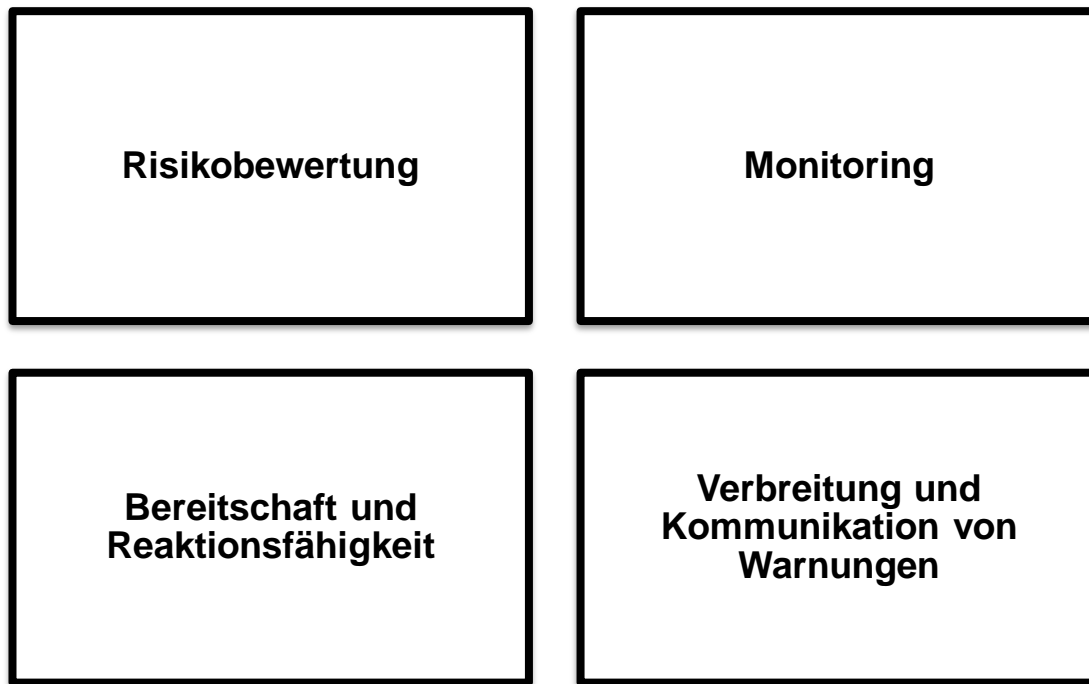 Risikobewertung
Monitoring
Bereitschaft und
Reaktionsfähigkeit
Verbreitung und
Kommunikation von
Warnungen